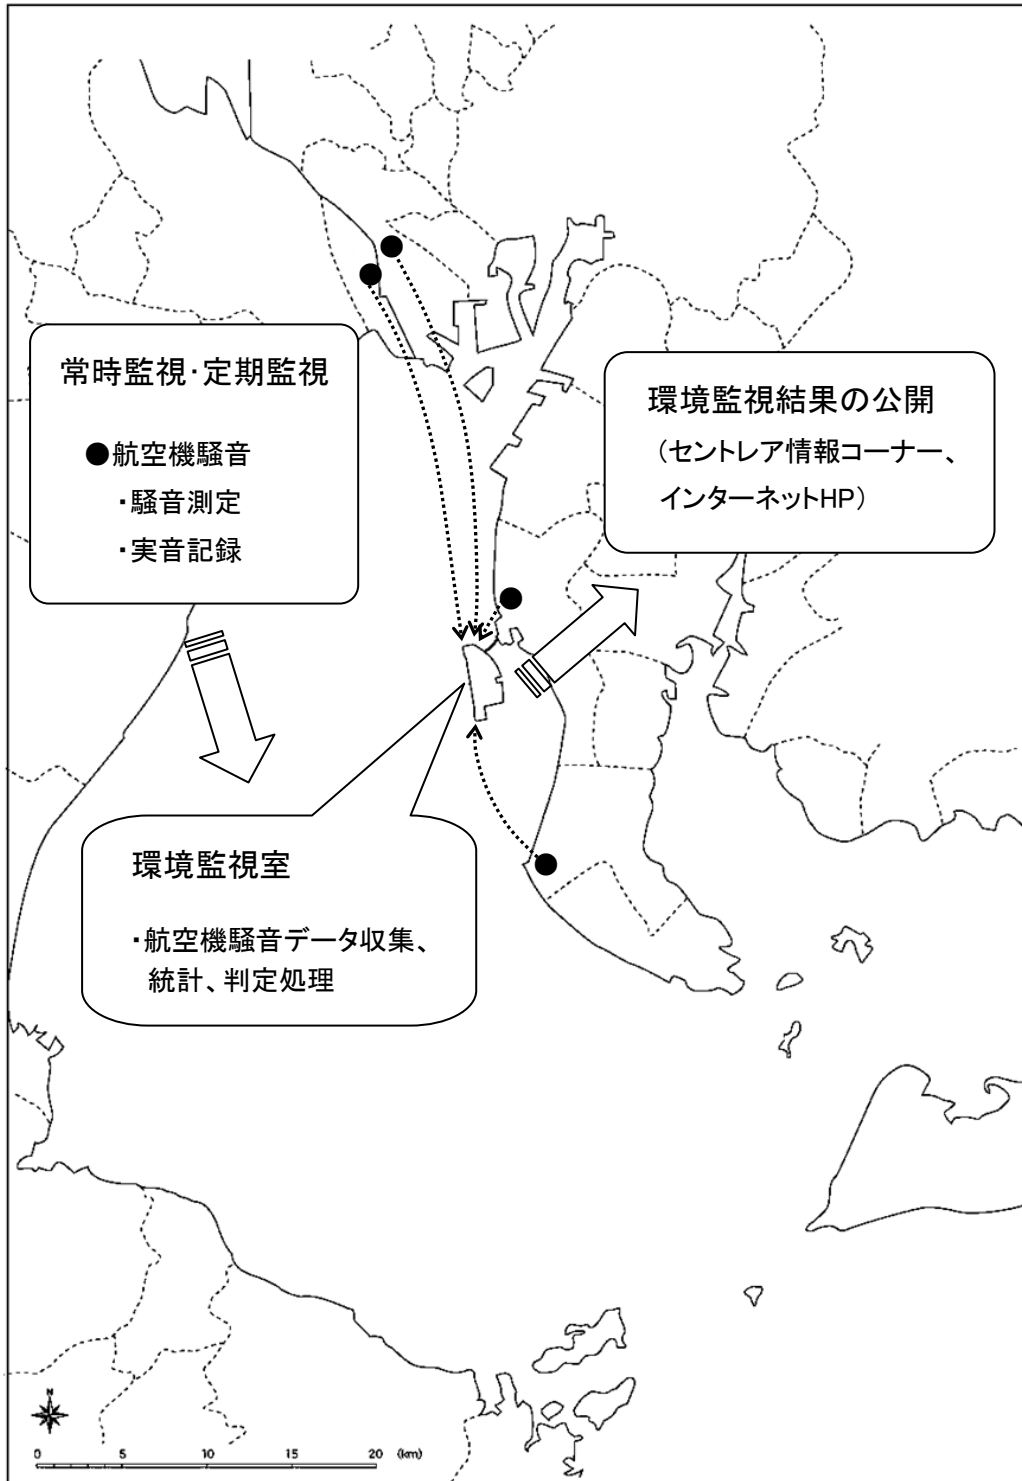 常時監視・定期監視
●航空機騒音
・騒音測定
・実音記録
環境監視結果の公開
（セントレア情報コーナー、
インターネットHP）
環境監視室
・航空機騒音データ収集、
統計、判定処理
N
0 5 10 15 20 (km)